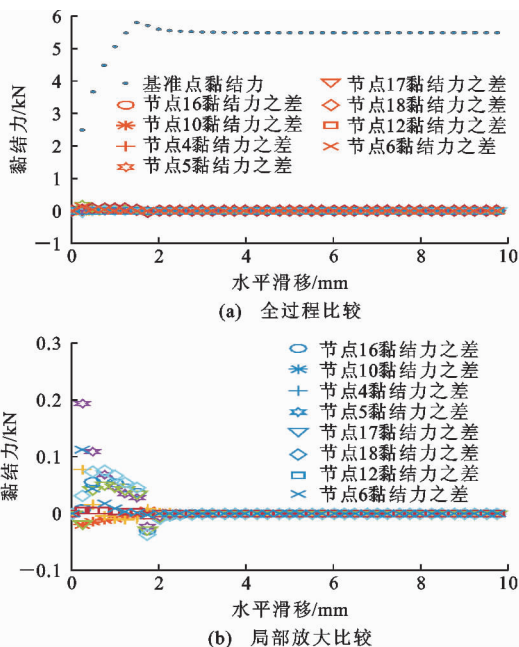 6
5
4
3
2
1
0
−1
黏结力/kN
基准点黏结力
节点16黏结力之差
节点10黏结力之差
节点4黏结力之差
节点5黏结力之差
节点17黏结力之差
节点18黏结力之差
节点12黏结力之差
节点6黏结力之差
0 2 4 6 8 10
水平滑移/mm
(a) 全过程比较
0.3
0.2
0.1
0
−0.1
黏结力/kN
节点16黏结力之差
节点10黏结力之差
节点4黏结力之差
节点5黏结力之差
节点17黏结力之差
节点18黏结力之差
节点12黏结力之差
节点6黏结力之差
0 2 4 6 8 10
水平滑移/mm
(b) 局部放大比较